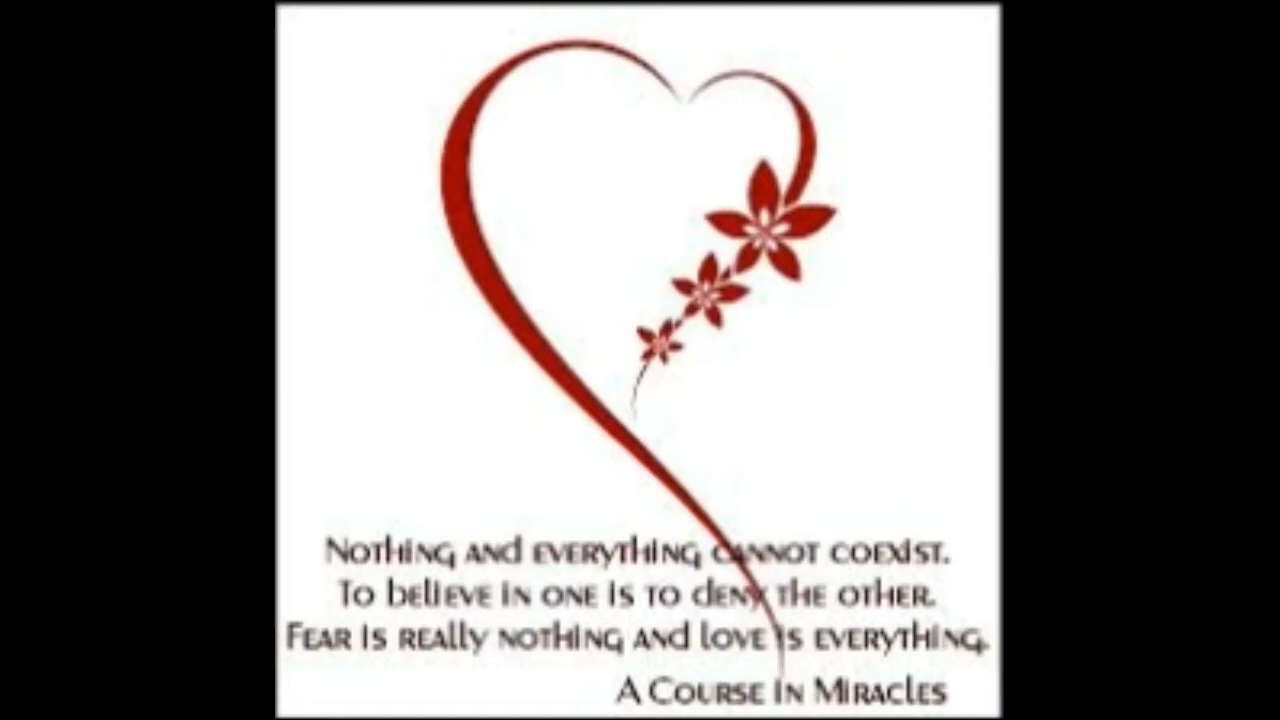 Nothing and everything cannot coexist.
To believe in one is to deny the other.
Fear is really nothing and love is everything.
A Course in Miracles